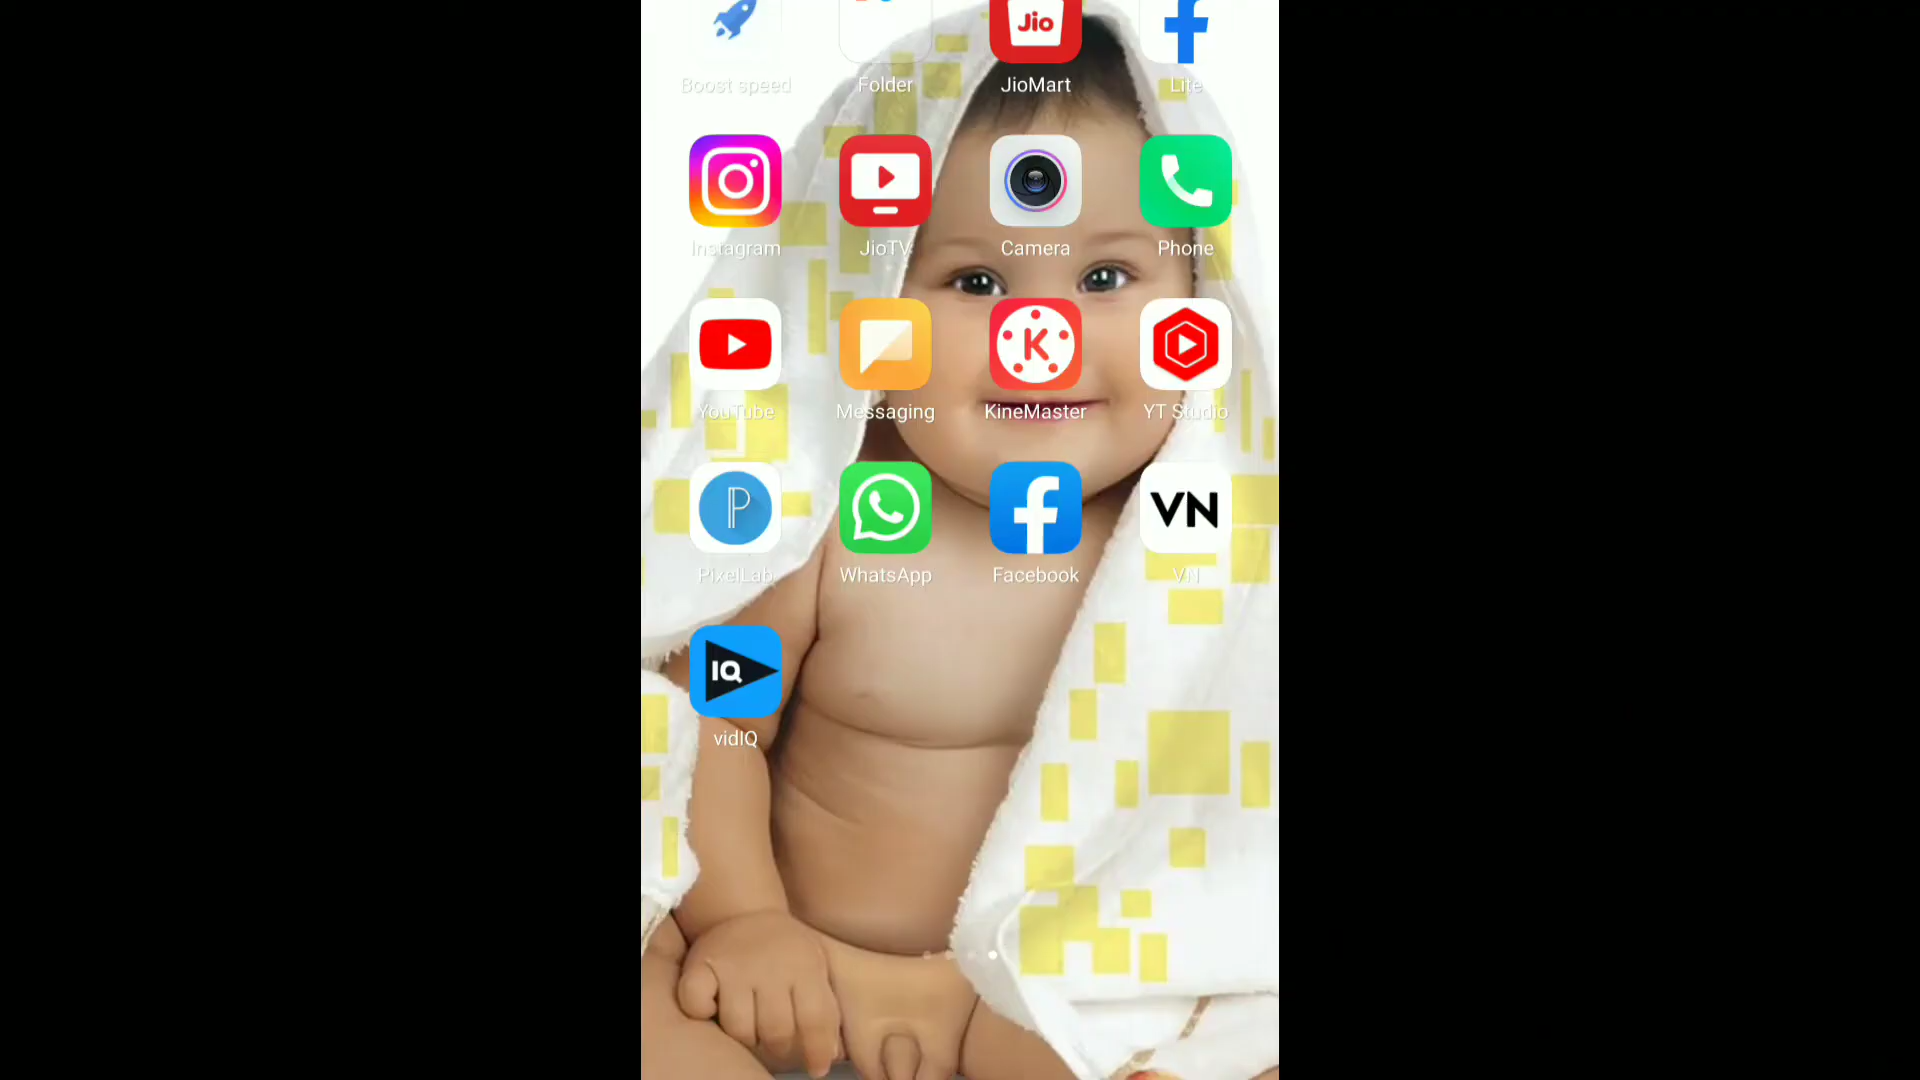 Boost speed Folder JioMart Lite
Jio
Instagram JioTV Camera Phone
K
YouTube Messaging KineMaster YT Studio
P VN
PixelLab WhatsApp Facebook VN
IQ
vidIQ